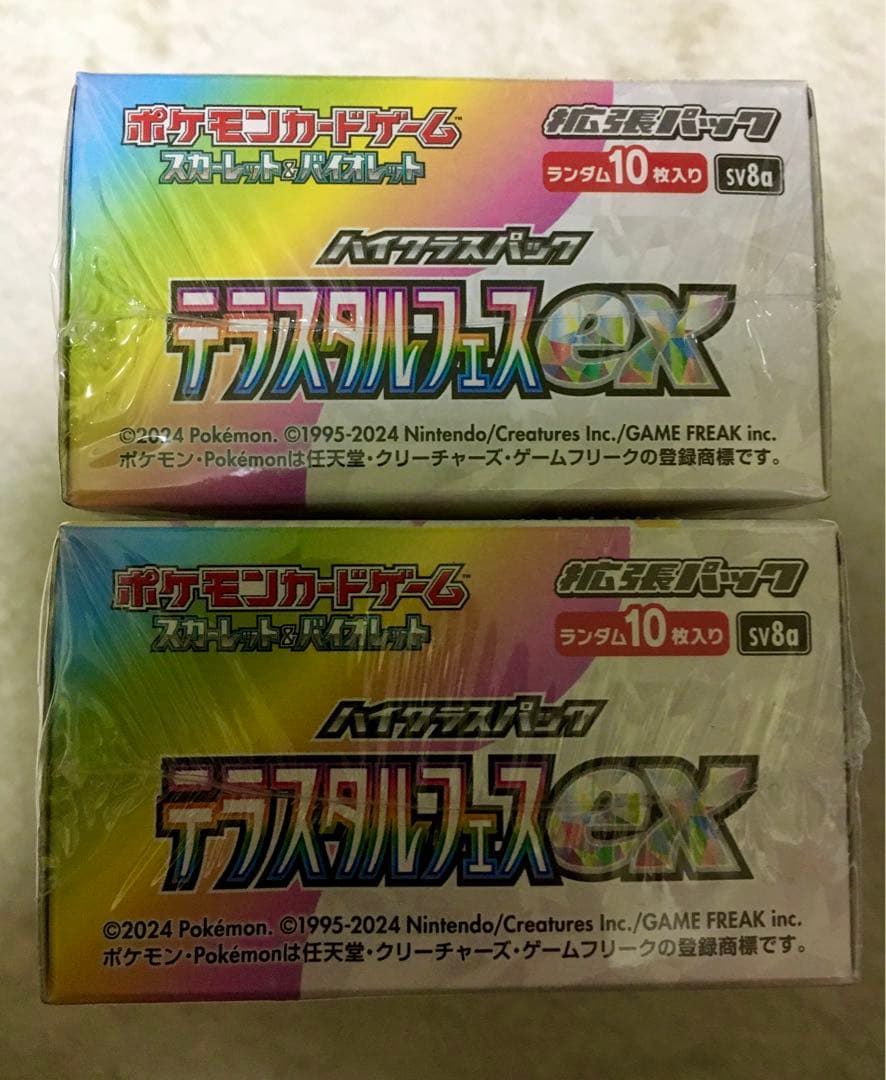 ポケモンカードゲーム™
スカーレット&バイオレット
拡張パック
ランダム10枚入り SV8a
ハイクラスパック
テラスタルフェスex
©2024 Pokémon. ©1995-2024 Nintendo/Creatures Inc./GAME FREAK inc.
ポケモン・Pokémonは任天堂・クリーチャーズ・ゲームフリークの登録商標です。
ポケモンカードゲーム™
スカーレット&バイオレット
拡張パック
ランダム10枚入り SV8a
ハイクラスパック
テラスタルフェスex
©2024 Pokémon. ©1995-2024 Nintendo/Creatures Inc./GAME FREAK inc.
ポケモン・Pokémonは任天堂・クリーチャーズ・ゲームフリークの登録商標です。